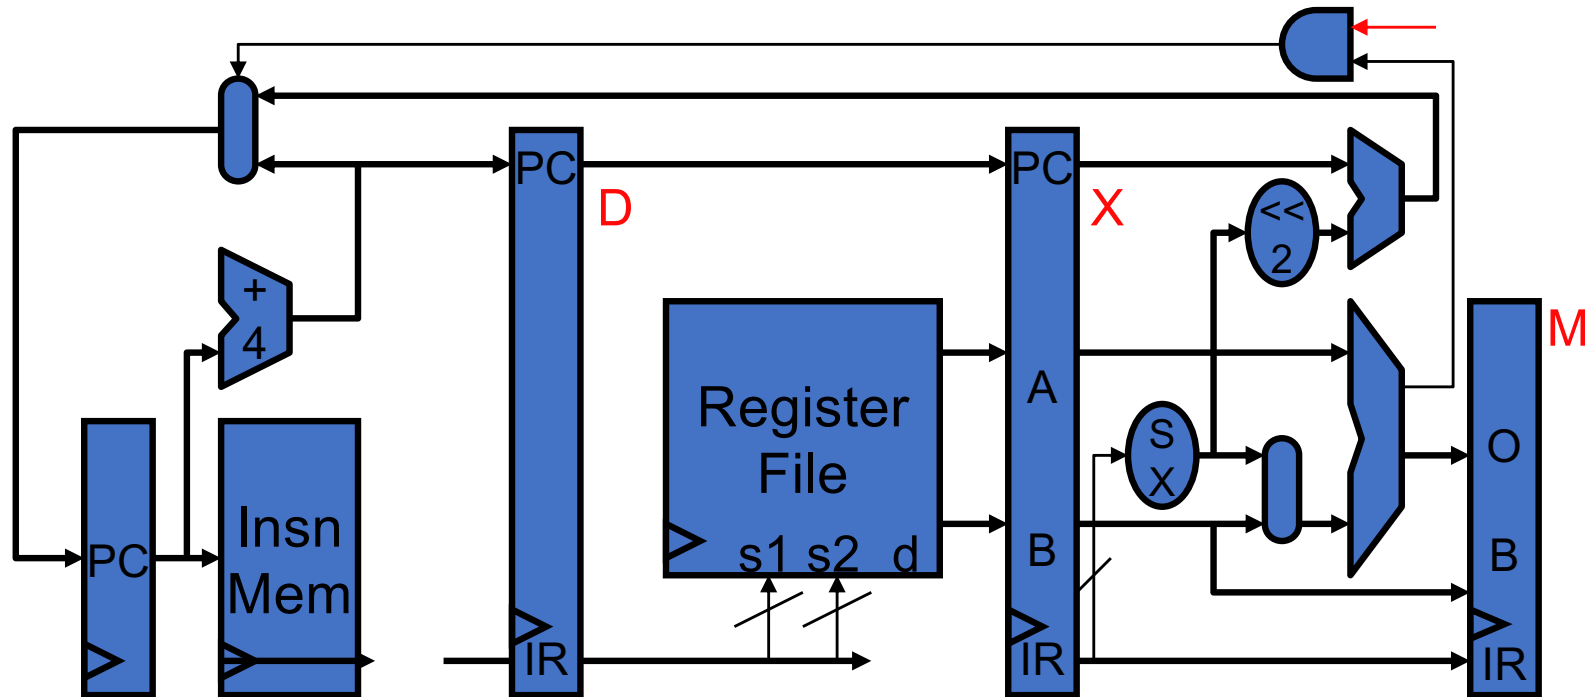 PC
D
PC
X
<<
2
+
4
M
Register
File
A
S
X
O
Insn
Mem
PC
s1 s2 d
B
B
IR
IR
IR